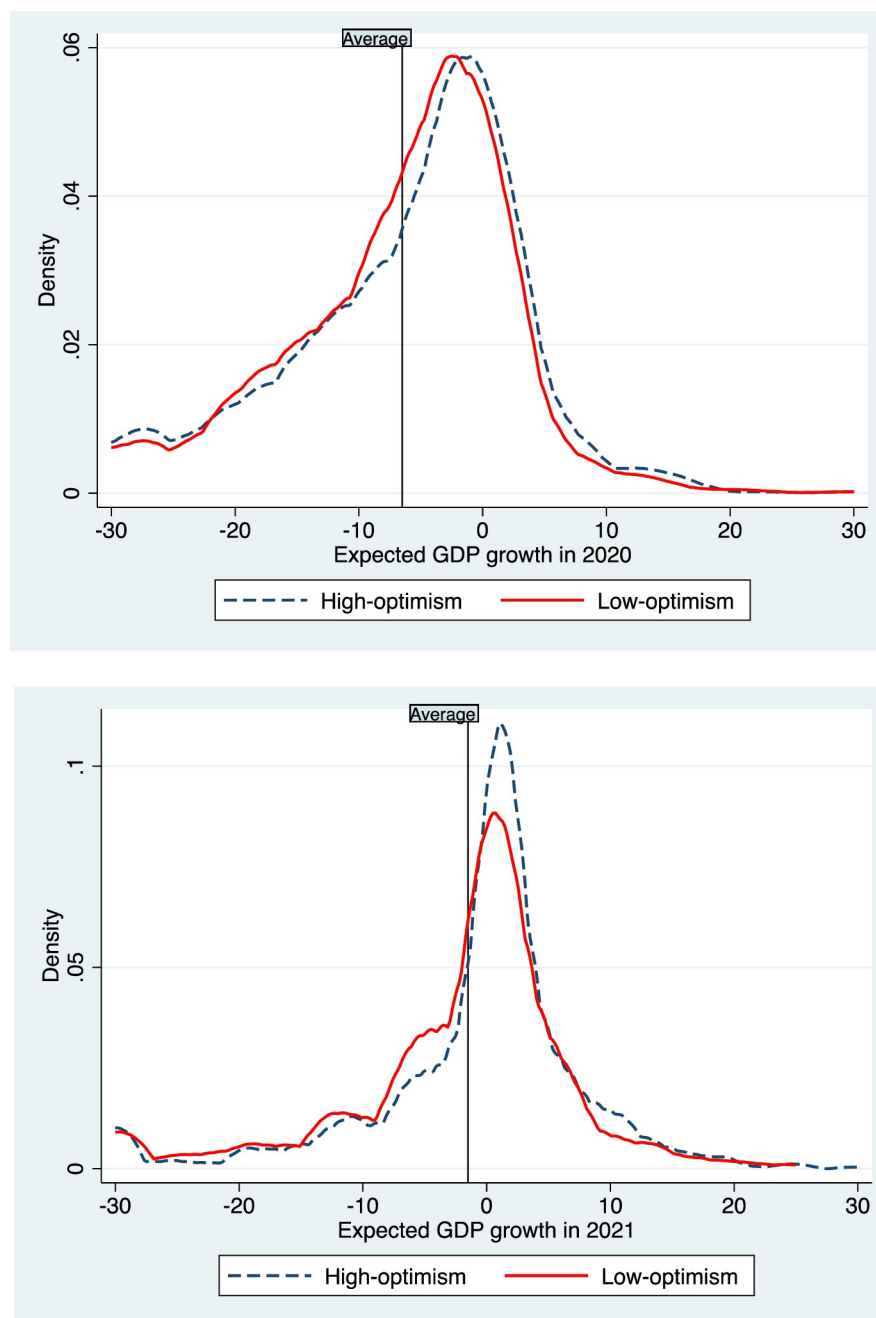 Average
.06
.04
.02
0
Density
-30 -20 -10 0 10 20 30
Expected GDP growth in 2020
High-optimism Low-optimism
Average
.1
.05
0
Density
-30 -20 -10 0 10 20 30
Expected GDP growth in 2021
High-optimism Low-optimism